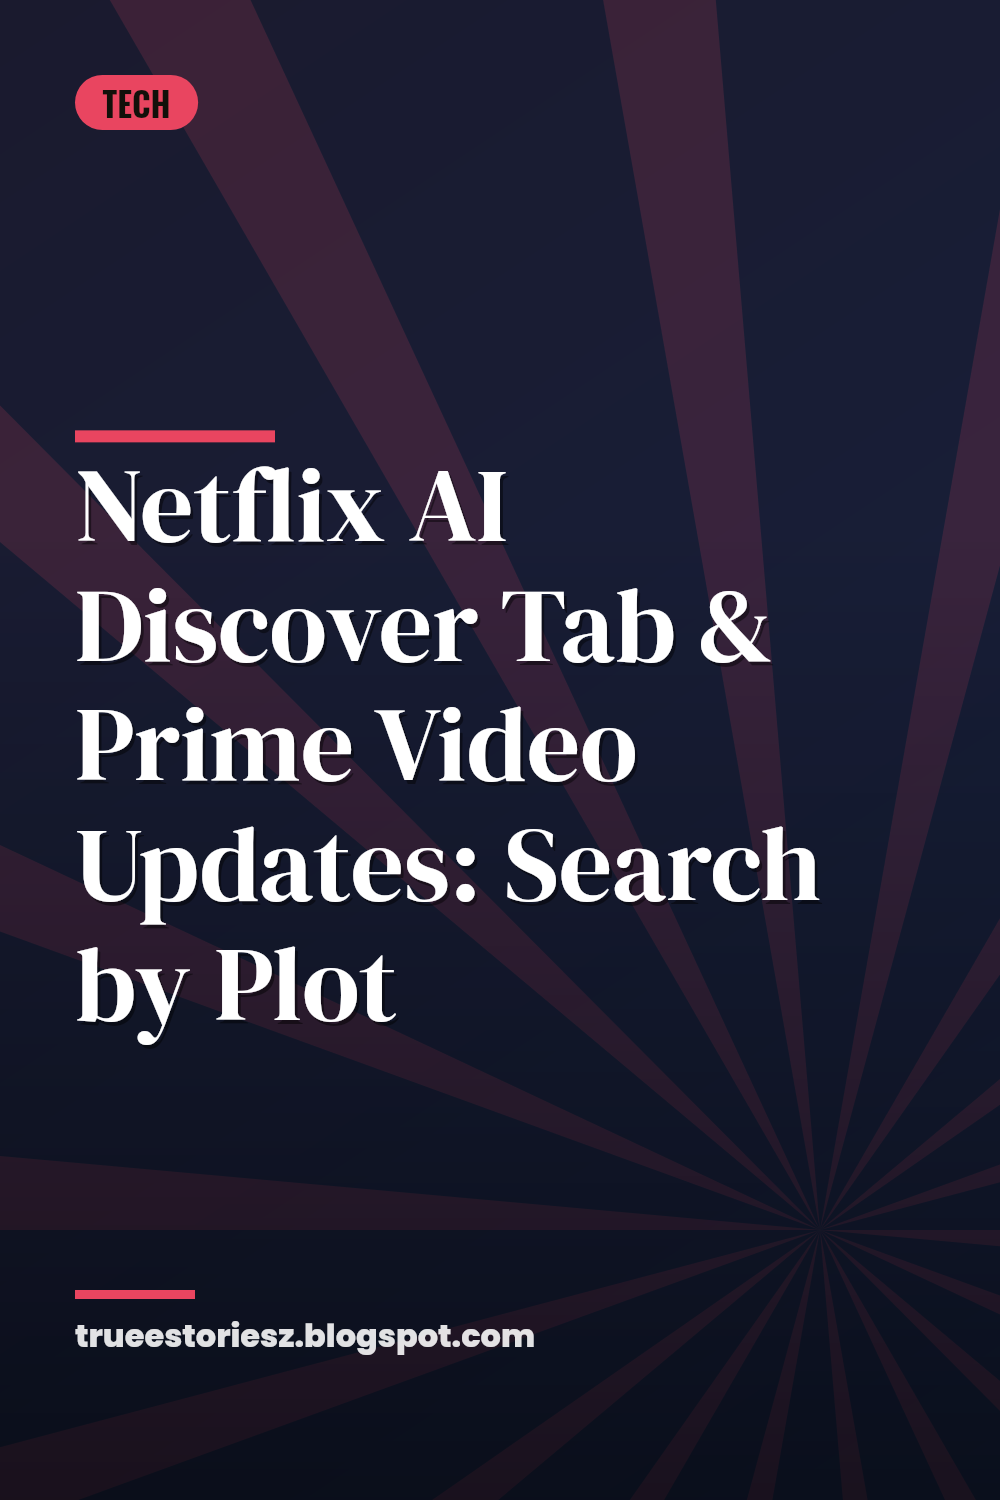 TECH
Netflix AI
Discover Tab &
Prime Video
Updates: Search
by Plot
trueestoriesz.blogspot.com